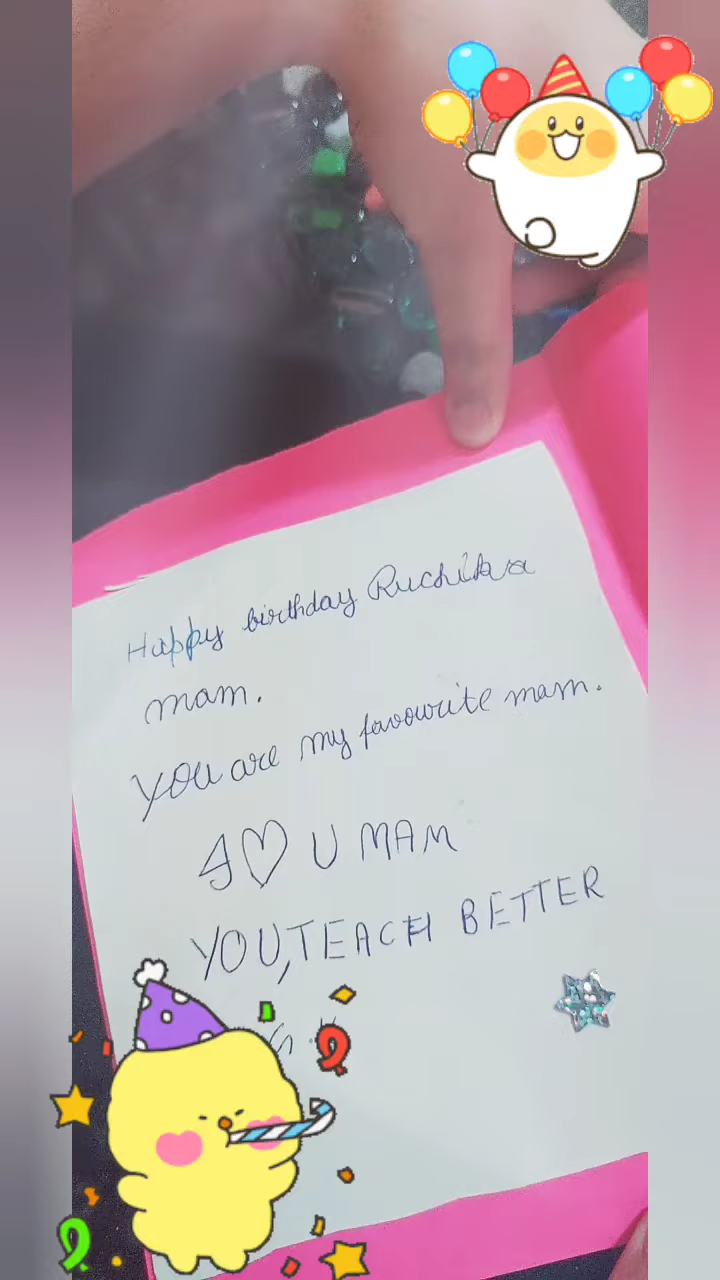 Happy birthday Ruchika
mam.
You are my favourite mam.
I ♡ U MAM
YOU, TEACH BETTER